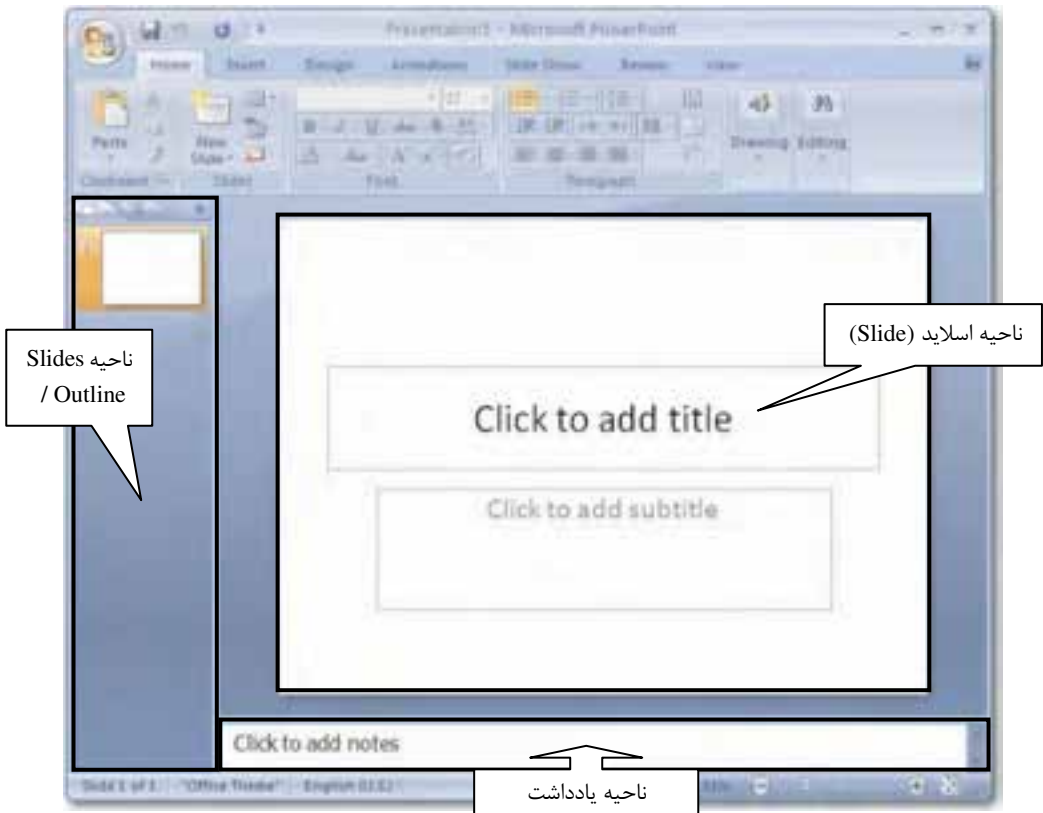 Presentation1 - Microsoft PowerPoint
Home Insert Design Animations Slide Show Review View
Paste
New
Slide
Drawing Editing
Clipboard Slides Font Paragraph
ناحیه اسلاید (Slide)
ناحیه Slides
/ Outline
Click to add title
Click to add subtitle
Click to add notes
Slide 1 of 1 "Office Theme" English (U.S.)
ناحیه یادداشت